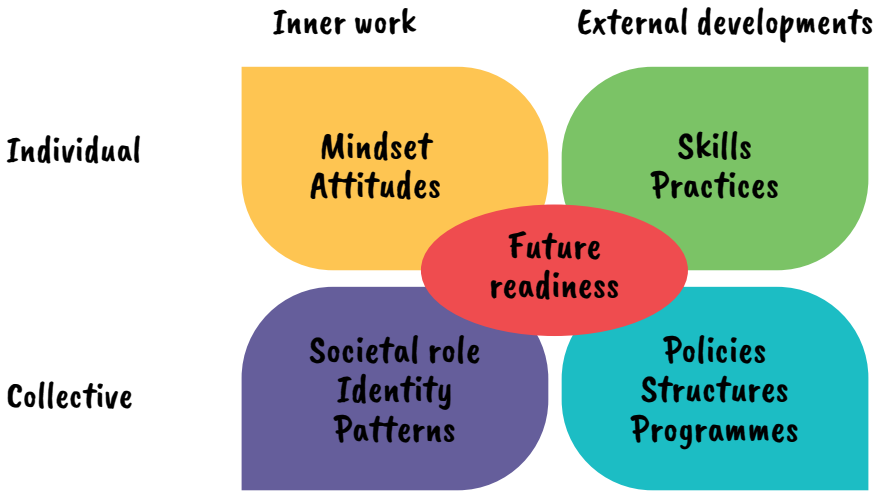 Inner work
External developments
Individual
Mindset
Attitudes
Skills
Practices
Future
readiness
Collective
Societal role
Identity
Patterns
Policies
Structures
Programmes